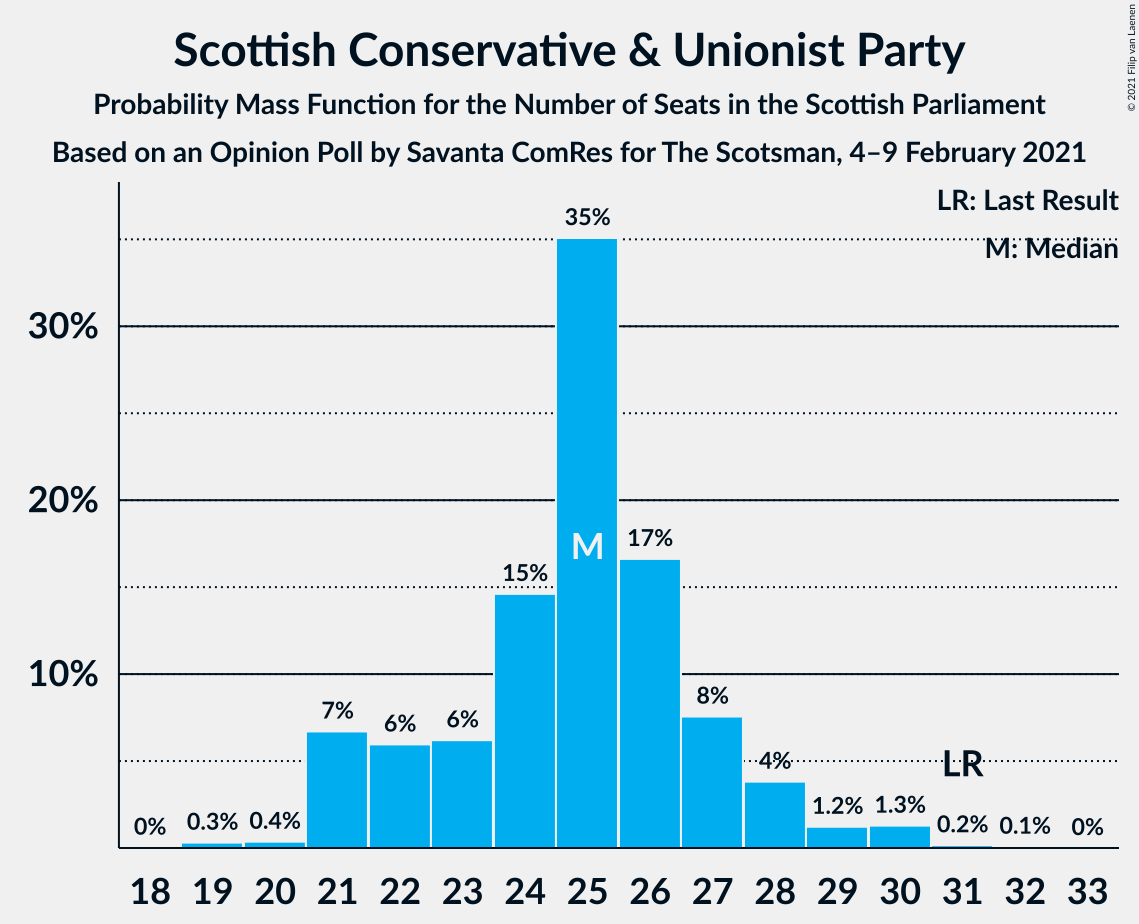 Scottish Conservative & Unionist Party
Probability Mass Function for the Number of Seats in the Scottish Parliament
Based on an Opinion Poll by Savanta ComRes for The Scotsman, 4–9 February 2021
© 2021 Filip van Laenen
LR: Last Result
M: Median
30%
20%
10%
0%
0.3%
0.4%
7%
6%
6%
15%
35%
M
17%
8%
4%
1.2%
1.3%
LR
0.2%
0.1%
0%
18 19 20 21 22 23 24 25 26 27 28 29 30 31 32 33